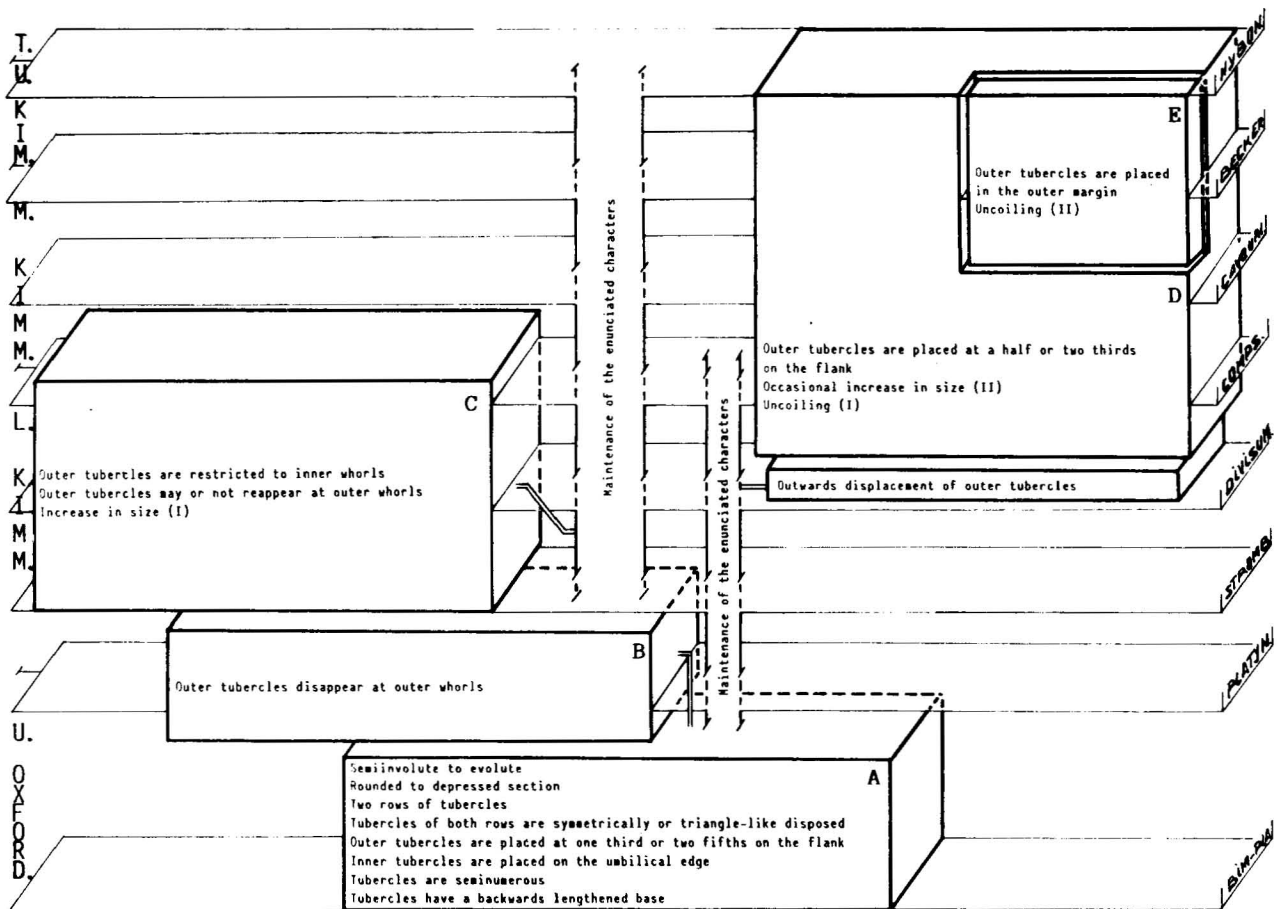 T.
U.
K
I
M.
M.
K
I
M
M.
L.
K
I
M
M.
U.
O
X
F
O
R
D.
HYBON.
BECKER
CAVOUN.
COMPS.
DIVISUM
STROMB.
PLATYN.
BIM-PLA
E
Outer tubercles are placed
in the outer margin
Uncoiling (II)
D
Outer tubercles are placed at a half or two thirds
on the flank
Occasional increase in size (II)
Uncoiling (I)
Outwards displacement of outer tubercles
Maintenance of the enunciated characters
Maintenance of the enunciated characters
C
Outer tubertles are restricted to inner whorls
Outer tubercles may or not reappear at outer whorls
Increase in size (I)
B
Outer tubercles disappear at outer whorls
A
Semiinvolute to evolute
Rounded to depressed section
Two rows of tubercles
Tubercles of both rows are symmetrically or triangle-like disposed
Outer tubercles are placed at one third or two fifths on the flank
Inner tubercles are placed on the umbilical edge
Tubercles are seminumerous
Tubercles have a backwards lengthened base